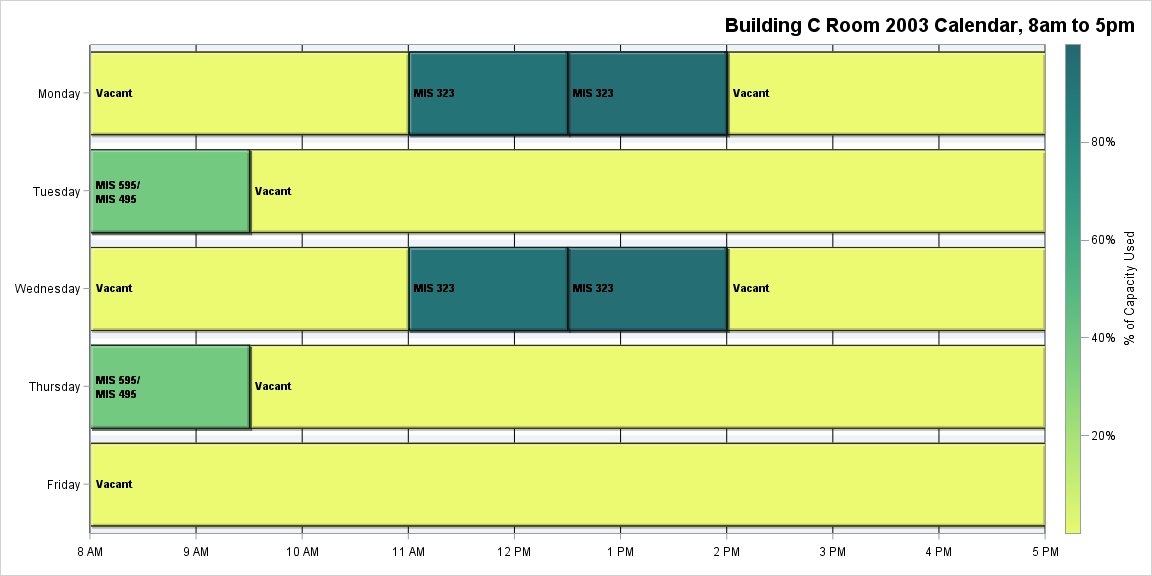 Building C Room 2003 Calendar, 8am to 5pm
Monday
Vacant
MIS 323
MIS 323
Vacant
Tuesday
MIS 595/
MIS 495
Vacant
Wednesday
Vacant
MIS 323
MIS 323
Vacant
Thursday
MIS 595/
MIS 495
Vacant
Friday
Vacant
8 AM
9 AM
10 AM
11 AM
12 PM
1 PM
2 PM
3 PM
4 PM
5 PM
80%
60%
40%
20%
% of Capacity Used